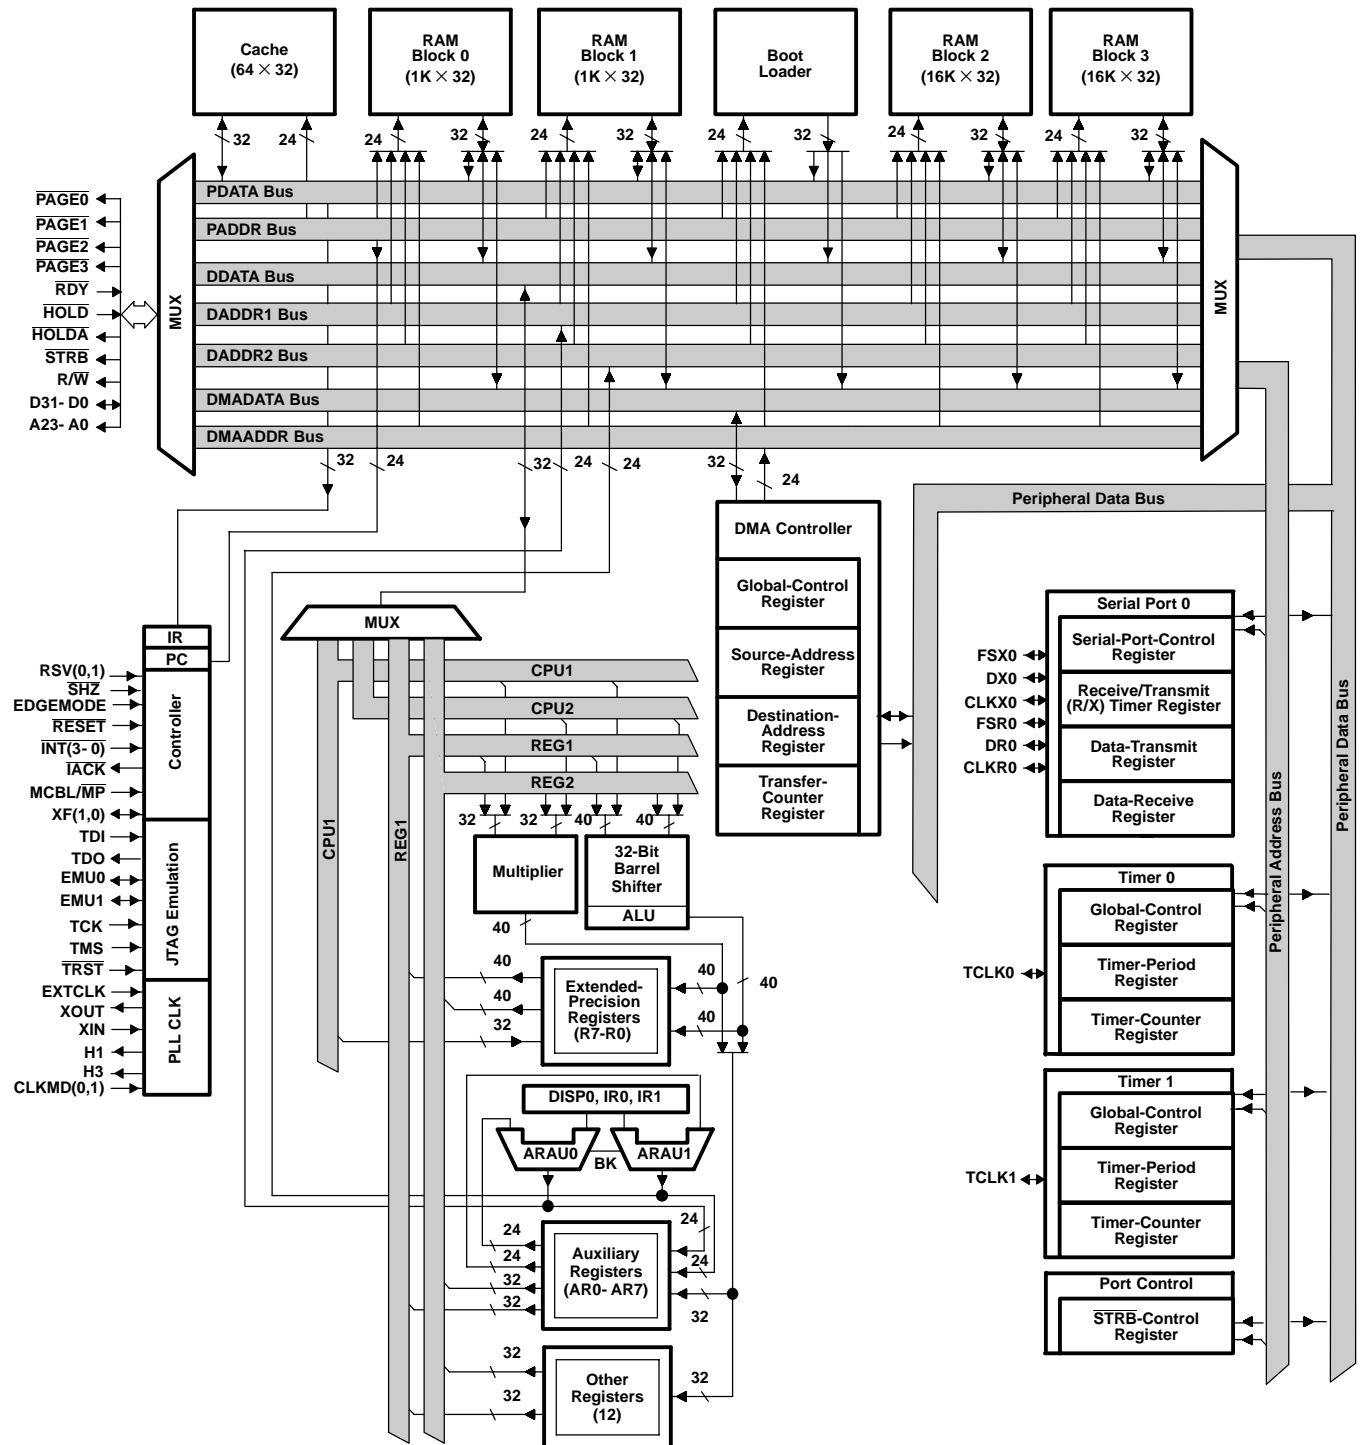 Cache
(64 × 32)
RAM
Block 0
(1K × 32)
RAM
Block 1
(1K × 32)
Boot
Loader
RAM
Block 2
(16K × 32)
RAM
Block 3
(16K × 32)
32
24
24
32
24
32
24
32
24
32
24
32
MUX
PDATA Bus
PADDR Bus
DDATA Bus
DADDR1 Bus
DADDR2 Bus
DMADATA Bus
DMAADDR Bus
MUX
PAGE0
PAGE1
PAGE2
PAGE3
RDY
HOLD
HOLDA
STRB
R/W
D31- D0
A23- A0
32
24
32
24
24
32
24
Peripheral Data Bus
DMA Controller
Global-Control
Register
Source-Address
Register
Destination-
Address
Register
Transfer-
Counter
Register
MUX
CPU1
CPU2
REG1
REG2
CPU1
REG1
32
32
40
40
Multiplier
32-Bit
Barrel
Shifter
ALU
40
IR
PC
Controller
JTAG Emulation
PLL CLK
RSV(0,1)
SHZ
EDGEMODE
RESET
INT(3- 0)
IACK
MCBL/MP
XF(1,0)
TDI
TDO
EMU0
EMU1
TCK
TMS
TRST
EXTCLK
XOUT
XIN
H1
H3
CLKMD(0,1)
40
40
32
Extended-
Precision
Registers
(R7-R0)
40
40
40
DISP0, IR0, IR1
ARAU0
BK
ARAU1
24
24
32
32
Auxiliary
Registers
(AR0- AR7)
24
24
32
32
32
Other
Registers
(12)
32
Serial Port 0
Serial-Port-Control
Register
Receive/Transmit
(R/X) Timer Register
Data-Transmit
Register
Data-Receive
Register
FSX0
DX0
CLKX0
FSR0
DR0
CLKR0
Timer 0
Global-Control
Register
Timer-Period
Register
Timer-Counter
Register
TCLK0
Timer 1
Global-Control
Register
Timer-Period
Register
Timer-Counter
Register
TCLK1
Port Control
STRB-Control
Register
Peripheral Address Bus
Peripheral Data Bus